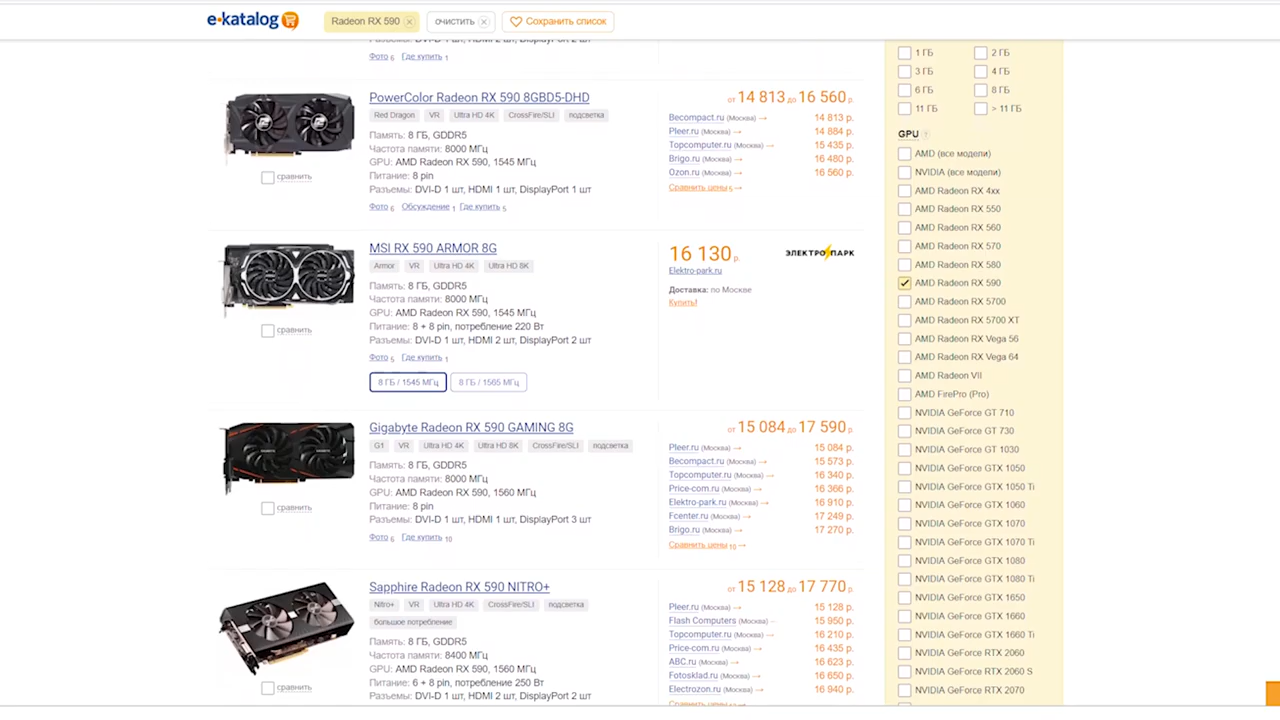 e-katalog
Radeon RX 590
очистить
Сохранить список
Фото 6 Где купить 1
PowerColor Radeon RX 590 8GBD5-DHD
Red Dragon VR Ultra HD 4K CrossFire/SLI подсветка
Память: 8 ГБ, GDDR5
Частота памяти: 8000 МГц
GPU: AMD Radeon RX 590, 1545 МГц
Питание: 8 pin
Разъемы: DVI-D 1 шт, HDMI 1 шт, DisplayPort 1 шт
Фото 6 Обсуждение 1 Где купить 5
сравнить
от 14 813 до 16 560 р.
Becompact.ru (Москва) → 14 813 р.
Pleer.ru (Москва) → 14 884 р.
Topcomputer.ru (Москва) → 15 435 р.
Brigo.ru (Москва) → 16 480 р.
Ozon.ru (Москва) → 16 560 р.
Сравнить цены 5 →
MSI RX 590 ARMOR 8G
Armor VR Ultra HD 4K Ultra HD 8K
Память: 8 ГБ, GDDR5
Частота памяти: 8000 МГц
GPU: AMD Radeon RX 590, 1545 МГц
Питание: 8 + 8 pin, потребление 220 Вт
Разъемы: DVI-D 1 шт, HDMI 2 шт, DisplayPort 2 шт
Фото 5 Где купить 1
8 ГБ / 1545 МГц 8 ГБ / 1565 МГц
сравнить
16 130 р.
ЭЛЕКТРОПАРК
Elektro-park.ru
Доставка: по Москве
Купить!
Gigabyte Radeon RX 590 GAMING 8G
G1 VR Ultra HD 4K Ultra HD 8K CrossFire/SLI подсветка
Память: 8 ГБ, GDDR5
Частота памяти: 8000 МГц
GPU: AMD Radeon RX 590, 1560 МГц
Питание: 8 pin
Разъемы: DVI-D 1 шт, HDMI 1 шт, DisplayPort 3 шт
Фото 6 Где купить 10
сравнить
от 15 084 до 17 590 р.
Pleer.ru (Москва) → 15 084 р.
Becompact.ru (Москва) → 15 573 р.
Topcomputer.ru (Москва) → 16 340 р.
Price-com.ru (Москва) → 16 366 р.
Elektro-park.ru (Москва) → 16 910 р.
Fcenter.ru (Москва) → 17 249 р.
Brigo.ru (Москва) → 17 270 р.
Сравнить цены 10 →
Sapphire Radeon RX 590 NITRO+
Nitro+ VR Ultra HD 4K CrossFire/SLI подсветка
большое потребление
Память: 8 ГБ, GDDR5
Частота памяти: 8400 МГц
GPU: AMD Radeon RX 590, 1560 МГц
Питание: 6 + 8 pin, потребление 250 Вт
Разъемы: DVI-D 1 шт, HDMI 2 шт, DisplayPort 2 шт
сравнить
от 15 128 до 17 770 р.
Pleer.ru (Москва) → 15 128 р.
Flash Computers (Москва) 15 950 р.
Topcomputer.ru (Москва) → 16 210 р.
Price-com.ru (Москва) → 16 435 р.
ABC.ru (Москва) → 16 623 р.
Fotosklad.ru (Москва) → 16 650 р.
Electrozon.ru (Москва) → 16 940 р.
1 ГБ 2 ГБ
3 ГБ 4 ГБ
6 ГБ 8 ГБ
11 ГБ > 11 ГБ
GPU ?
AMD (все модели)
NVIDIA (все модели)
AMD Radeon RX 4xx
AMD Radeon RX 550
AMD Radeon RX 560
AMD Radeon RX 570
AMD Radeon RX 580
AMD Radeon RX 590
AMD Radeon RX 5700
AMD Radeon RX 5700 XT
AMD Radeon RX Vega 56
AMD Radeon RX Vega 64
AMD Radeon VII
AMD FirePro (Pro)
NVIDIA GeForce GT 710
NVIDIA GeForce GT 730
NVIDIA GeForce GT 1030
NVIDIA GeForce GTX 1050
NVIDIA GeForce GTX 1050 Ti
NVIDIA GeForce GTX 1060
NVIDIA GeForce GTX 1070
NVIDIA GeForce GTX 1070 Ti
NVIDIA GeForce GTX 1080
NVIDIA GeForce GTX 1080 Ti
NVIDIA GeForce GTX 1650
NVIDIA GeForce GTX 1660
NVIDIA GeForce GTX 1660 Ti
NVIDIA GeForce RTX 2060
NVIDIA GeForce RTX 2060 S
NVIDIA GeForce RTX 2070